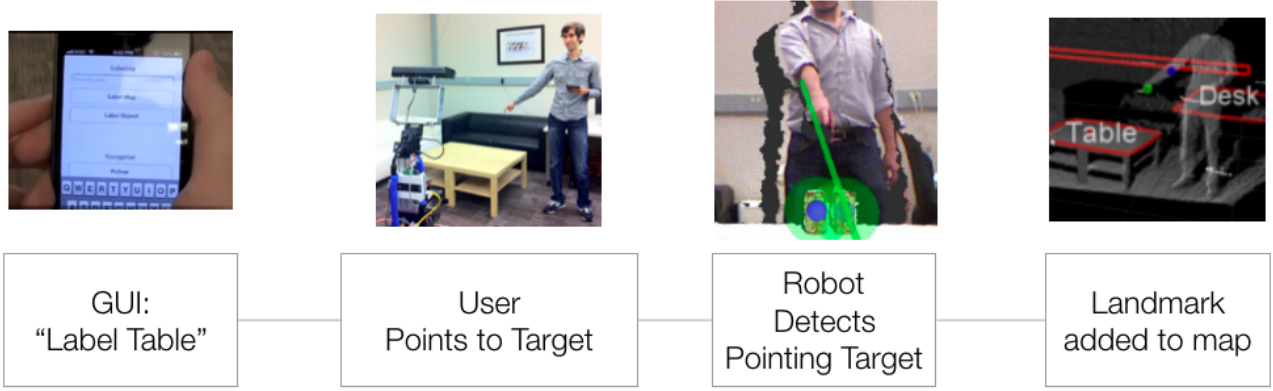 Label Map
Label Object
Navigation
Q W E R T Y U I O P
Table
Desk
GUI:
“Label Table”
User
Points to Target
Robot
Detects
Pointing Target
Landmark
added to map